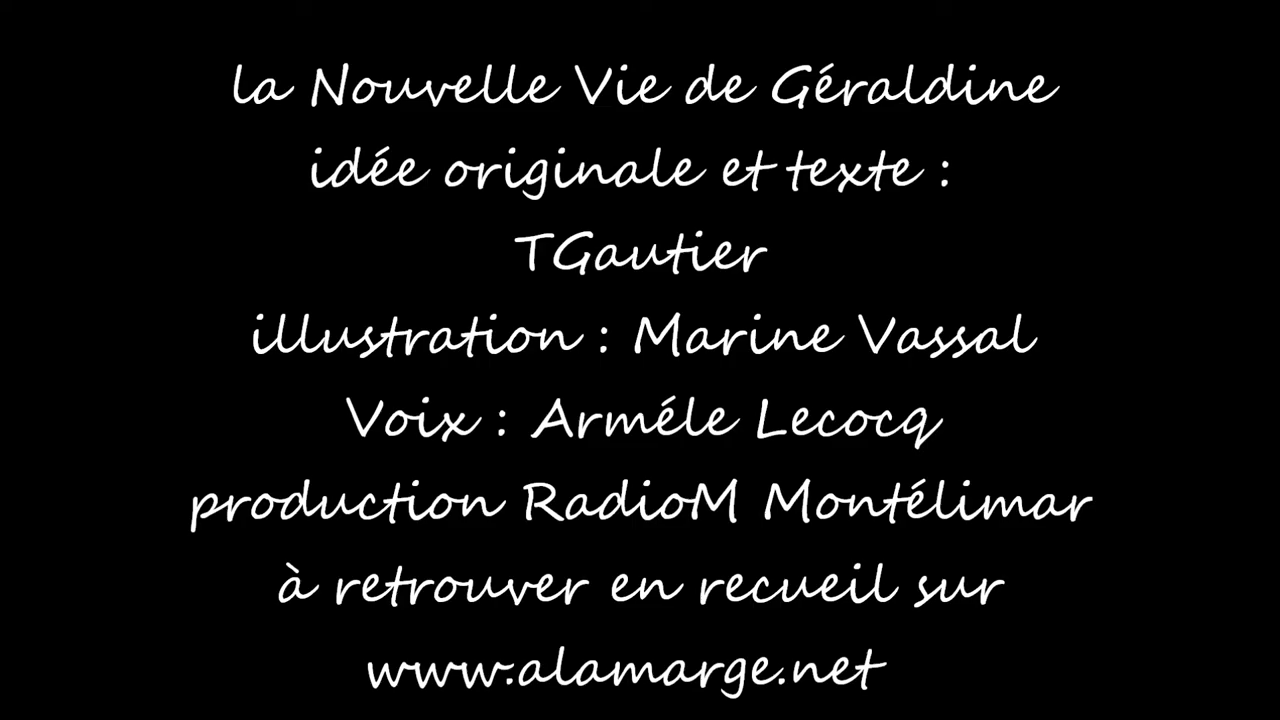 la Nouvelle Vie de Géraldine
idée originale et texte :
TGautier
illustration : Marine Vassal
Voix : Arméle Lecocq
production RadioM Montélimar
à retrouver en recueil sur
www.alamarge.net